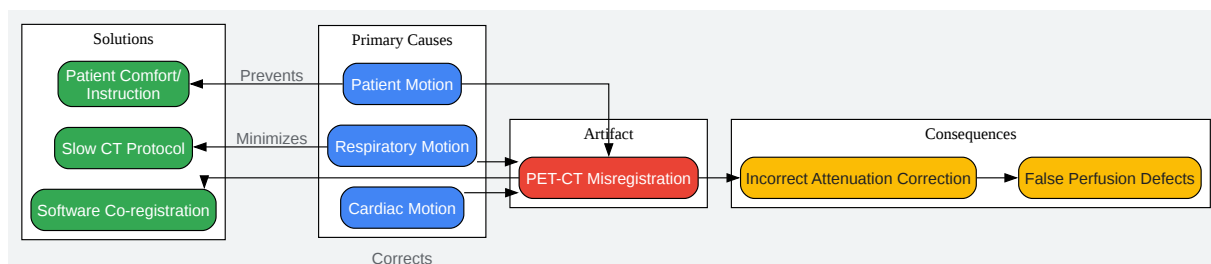 Solutions
Patient Comfort/
Instruction
Slow CT Protocol
Software Co-registration
Prevents
Minimizes
Corrects
Primary Causes
Patient Motion
Respiratory Motion
Cardiac Motion
Artifact
PET-CT Misregistration
Consequences
Incorrect Attenuation Correction
False Perfusion Defects